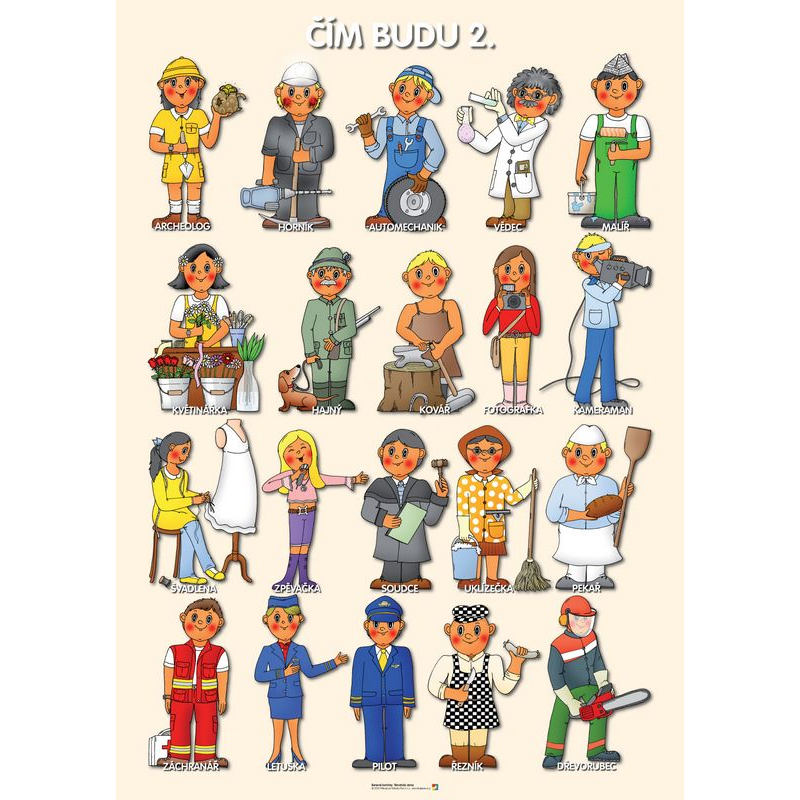 ČÍM BUDU 2.
ARCHEOLOG
HORNÍK
AUTOMECHANIK
VĚDEC
MALÍŘ
KVĚTINÁŘKA
HAJNÝ
KOVÁŘ
FOTOGRAFKA
KAMERAMAN
ŠVADLENA
ZPĚVAČKA
SOUDCE
UKLÍZEČKA
PEKAŘ
ZÁCHRANÁŘ
LETUŠKA
PILOT
ŘEZNÍK
DŘEVORUBEC